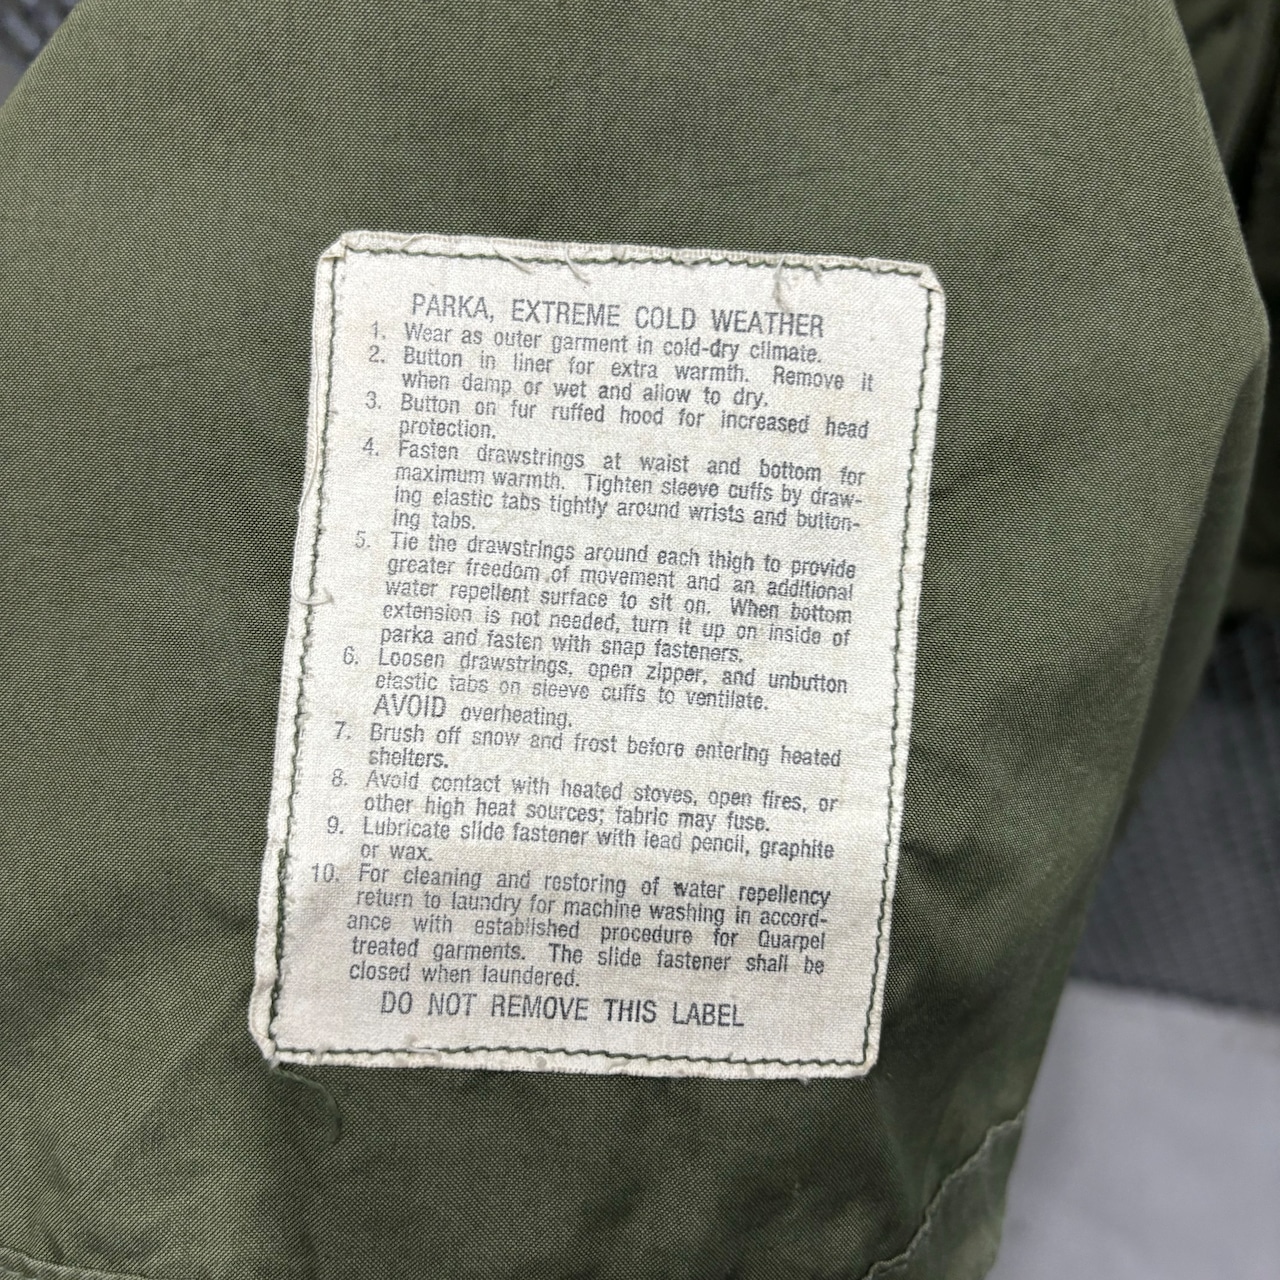 PARKA, EXTREME COLD WEATHER
1. Wear as outer garment in cold-dry climate.
2. Button in liner for extra warmth. Remove it
when damp or wet and allow to dry.
3. Button on fur ruffed hood for increased head
protection.
4. Fasten drawstrings at waist and bottom for
maximum warmth. Tighten sleeve cuffs by draw-
ing elastic tabs tightly around wrists and button-
ing tabs.
5. Tie the drawstrings around each thigh to provide
greater freedom of movement and an additional
water repellent surface to sit on. When bottom
extension is not needed, turn it up on inside of
parka and fasten with snap fasteners.
6. Loosen drawstrings, open zipper, and unbutton
elastic tabs on sleeve cuffs to ventilate.
AVOID overheating.
7. Brush off snow and frost before entering heated
shelters.
8. Avoid contact with heated stoves, open fires, or
other high heat sources; fabric may fuse.
9. Lubricate slide fastener with lead pencil, graphite
or wax.
10. For cleaning and restoring of water repellency
return to laundry for machine washing in accord-
ance with established procedure for Quarpel
treated garments. The slide fastener shall be
closed when laundered.
DO NOT REMOVE THIS LABEL